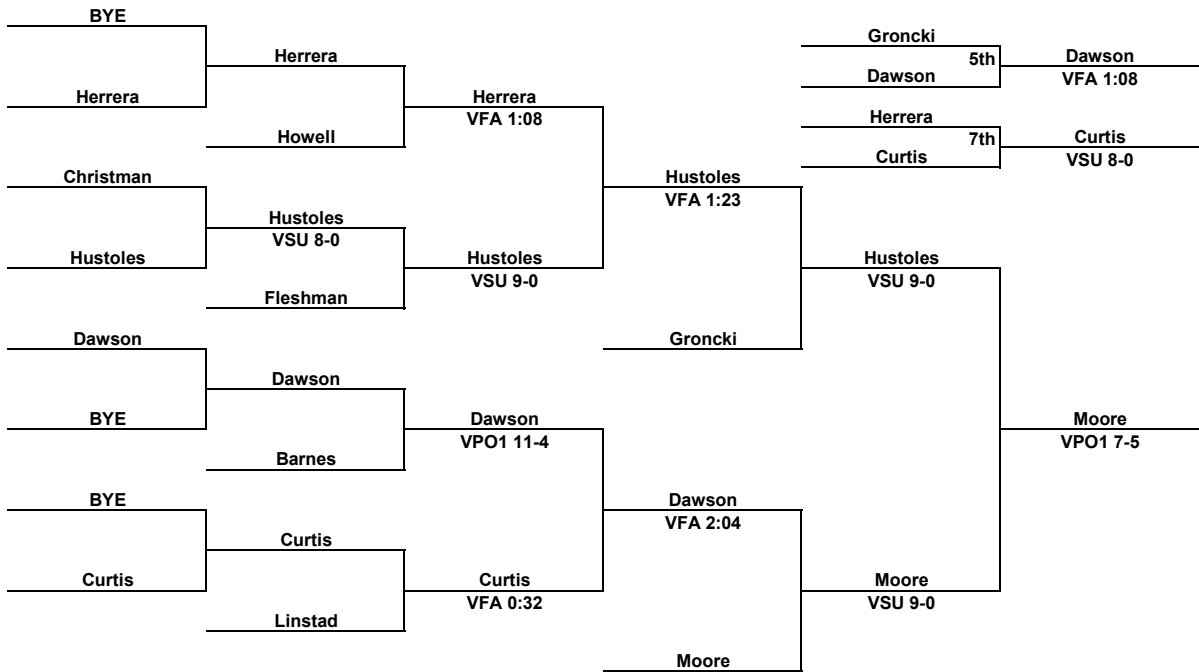 BYE
Groncki
Herrera
5th
Dawson
Dawson
VFA 1:08
Herrera
Herrera
VFA 1:08
Herrera
7th
Curtis
Howell
Curtis
VSU 8-0
Christman
Hustoles
VFA 1:23
Hustoles
VSU 8-0
Hustoles
Hustoles
VSU 9-0
Hustoles
VSU 9-0
Fleshman
Dawson
Groncki
Dawson
BYE
Dawson
VPO1 11-4
Moore
VPO1 7-5
Barnes
BYE
Dawson
VFA 2:04
Curtis
Curtis
Curtis
VFA 0:32
Moore
VSU 9-0
Linstad
Moore